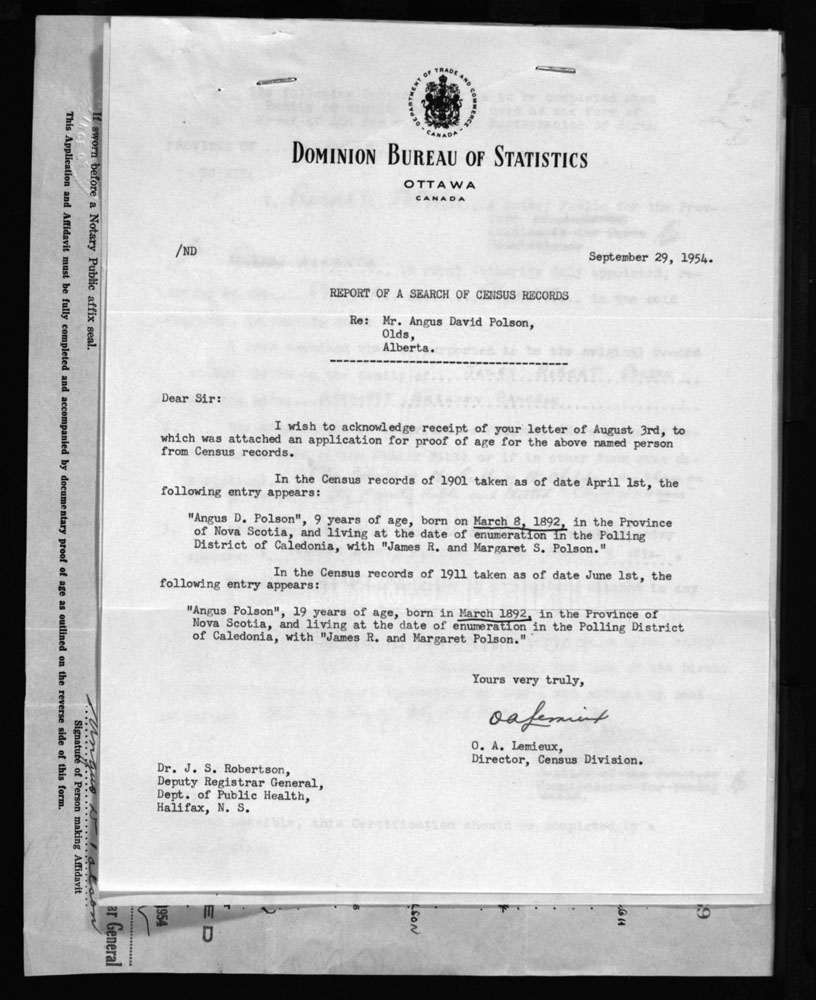 DEPARTMENT OF TRADE AND COMMERCE
CANADA
DOMINION BUREAU OF STATISTICS
OTTAWA
CANADA
/ND
September 29, 1954.
REPORT OF A SEARCH OF CENSUS RECORDS
Re: Mr. Angus David Polson,
Olds,
Alberta.
Dear Sir:
I wish to acknowledge receipt of your letter of August 3rd, to
which was attached an application for proof of age for the above named person
from Census records.
In the Census records of 1901 taken as of date April 1st, the
following entry appears:
"Angus D. Polson", 9 years of age, born on March 8, 1892, in the Province
of Nova Scotia, and living at the date of enumeration in the Polling
District of Caledonia, with "James R. and Margaret S. Polson."
In the Census records of 1911 taken as of date June 1st, the
following entry appears:
"Angus Polson", 19 years of age, born in March 1892, in the Province of
Nova Scotia, and living at the date of enumeration in the Polling District
of Caledonia, with "James R. and Margaret Polson."
Yours very truly,
O A Lemieux
O. A. Lemieux,
Director, Census Division.
Dr. J. S. Robertson,
Deputy Registrar General,
Dept. of Public Health,
Halifax, N. S.
If sworn before a Notary Public affix seal.
This Application and Affidavit must be fully completed and accompanied by documentary proof of age as outlined on the reverse side of this form.
Signature of Person making Affidavit
ar General
1954
ED